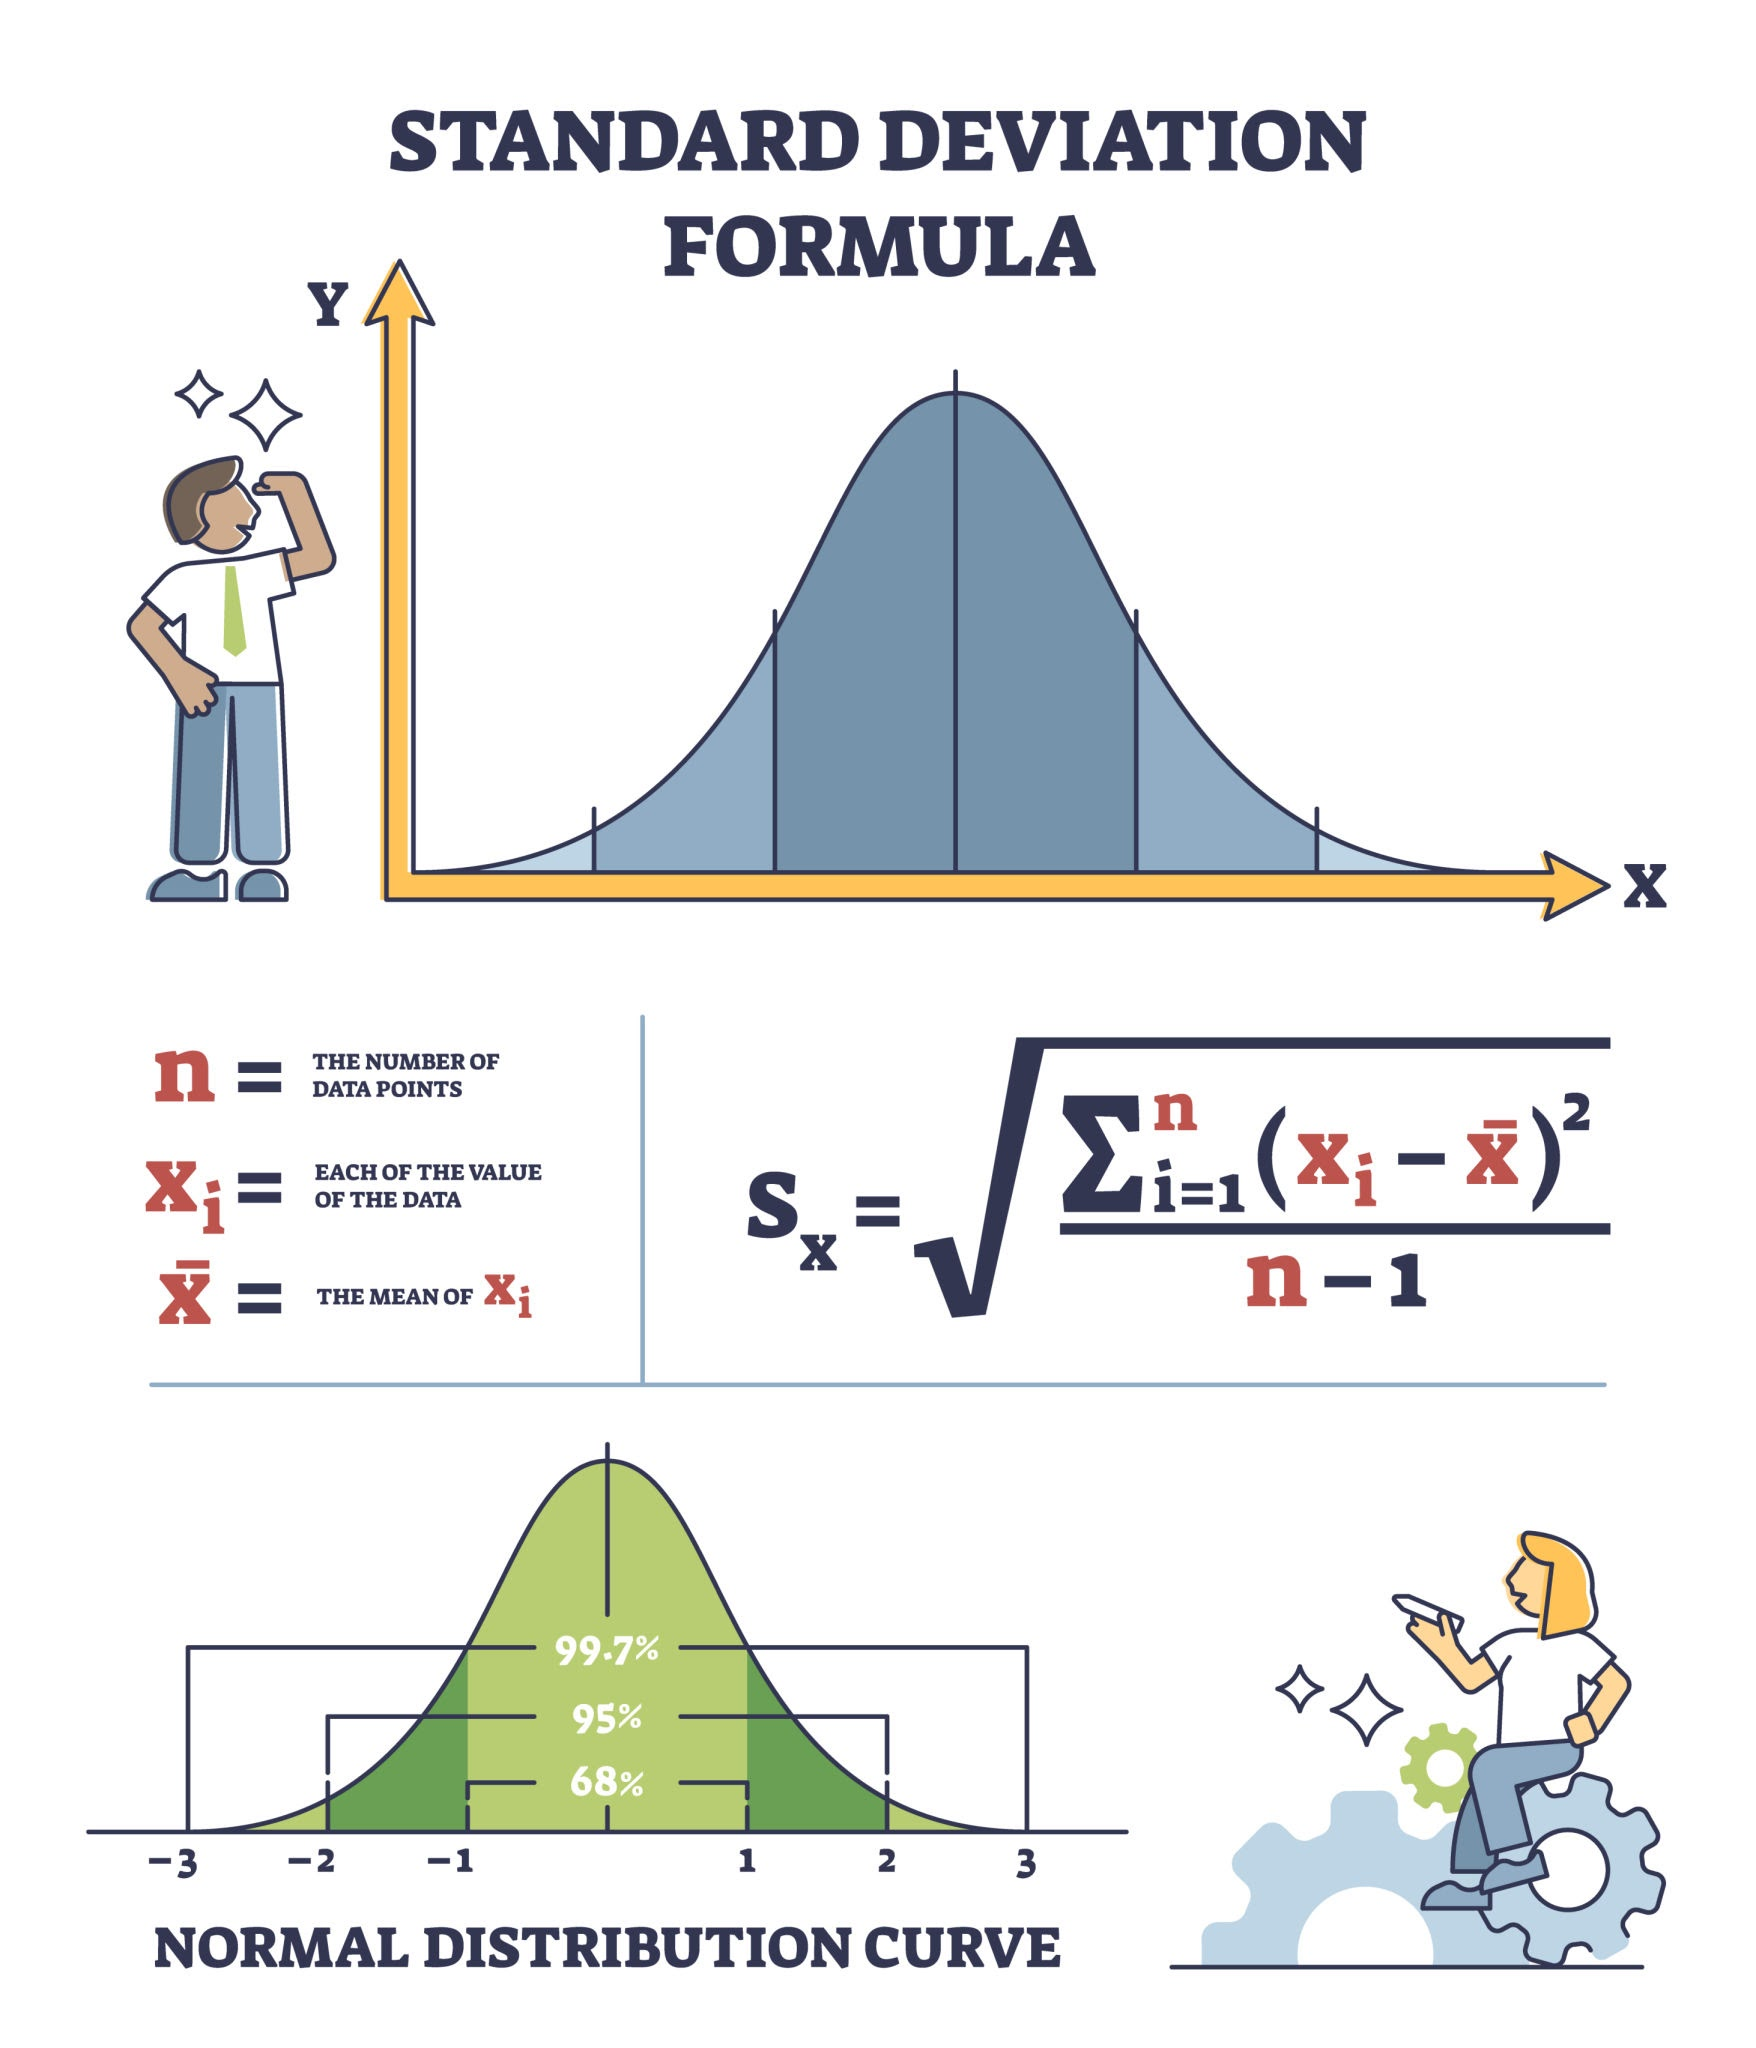 STANDARD DEVIATION
FORMULA
Y
X
n = THE NUMBER OF
DATA POINTS
xᵢ = EACH OF THE VALUE
OF THE DATA
x̄ = THE MEAN OF xᵢ
Sₓ = √(∑ⁿᵢ₌₁(xᵢ − x̄)² / n − 1)
99.7%
95%
68%
−3 −2 −1 1 2 3
NORMAL DISTRIBUTION CURVE